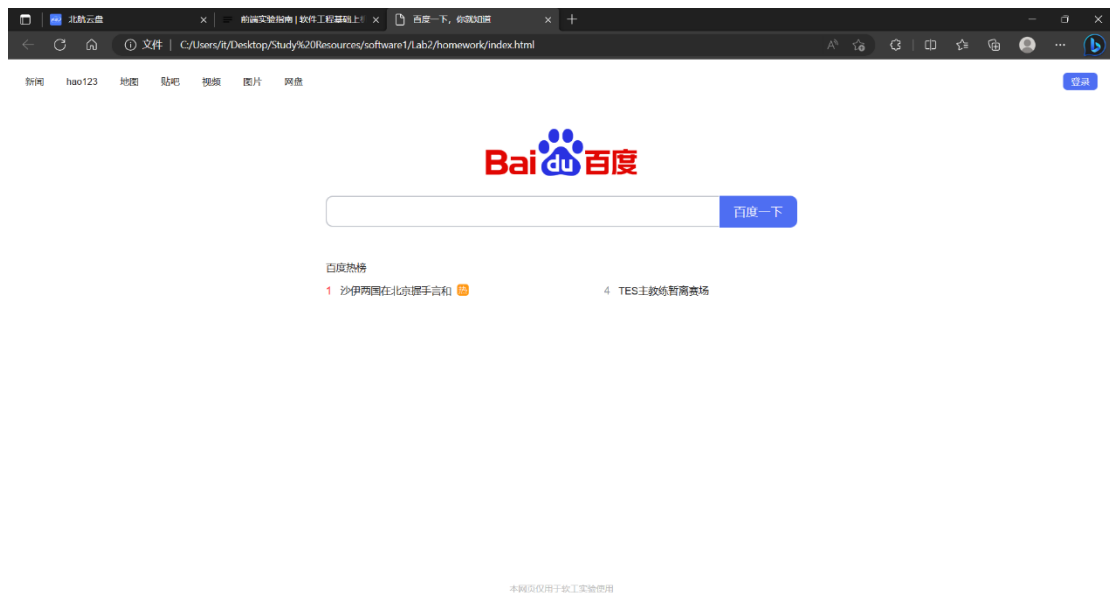 北航云盘
前端实验指南 | 软件工程基础上
百度一下，你就知道
文件 | C:/Users/it/Desktop/Study%20Resources/software1/Lab2/homework/index.html
新闻 hao123 地图 贴吧 视频 图片 网盘 登录
Bai du 百度
百度一下
百度热榜
1 沙伊两国在北京握手言和 热
4 TES主教练暂离赛场
本网页仅用于软工实验使用